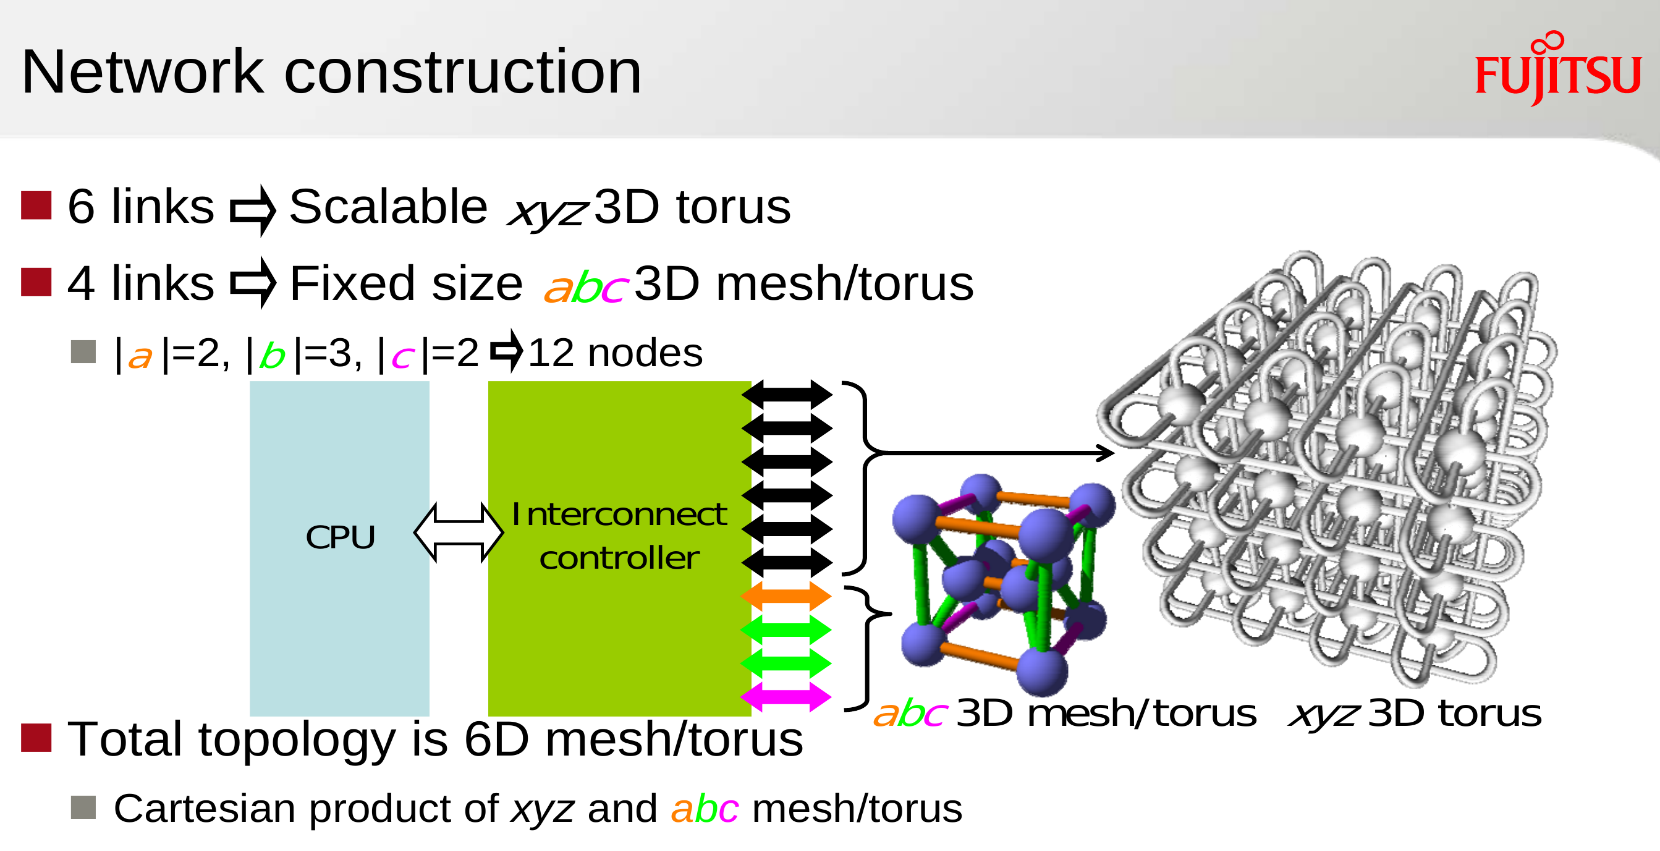 Network construction
FUJITSU
6 links ⇨ Scalable xyz 3D torus
4 links ⇨ Fixed size abc 3D mesh/torus
|a|=2, |b|=3, |c|=2 ⇨ 12 nodes
CPU
Interconnect
controller
abc 3D mesh/torus
xyz 3D torus
Total topology is 6D mesh/torus
Cartesian product of xyz and abc mesh/torus